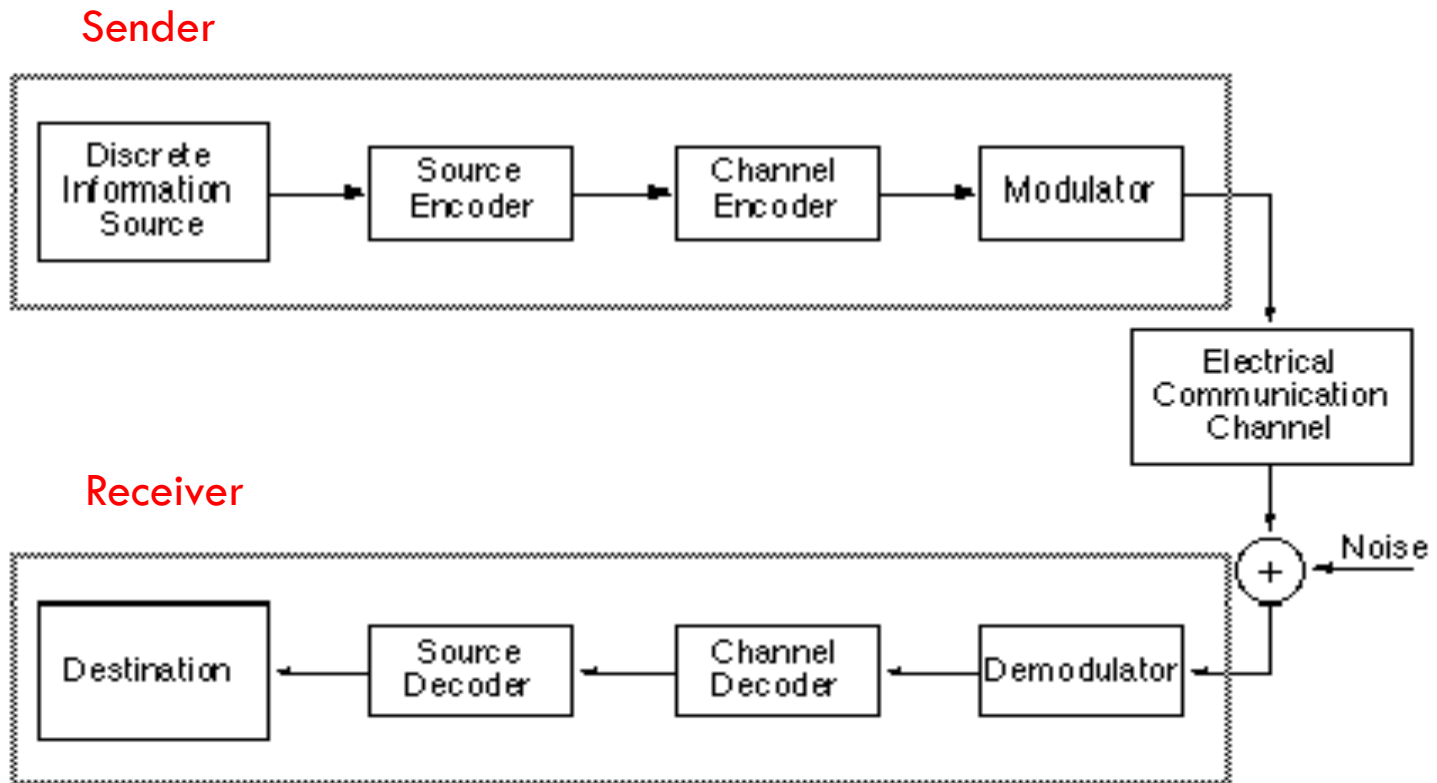 Sender
Discrete
Information
Source
Source
Encoder
Channel
Encoder
Modulator
Electrical
Communication
Channel
Receiver
Noise
+
Destination
Source
Decoder
Channel
Decoder
Demodulator